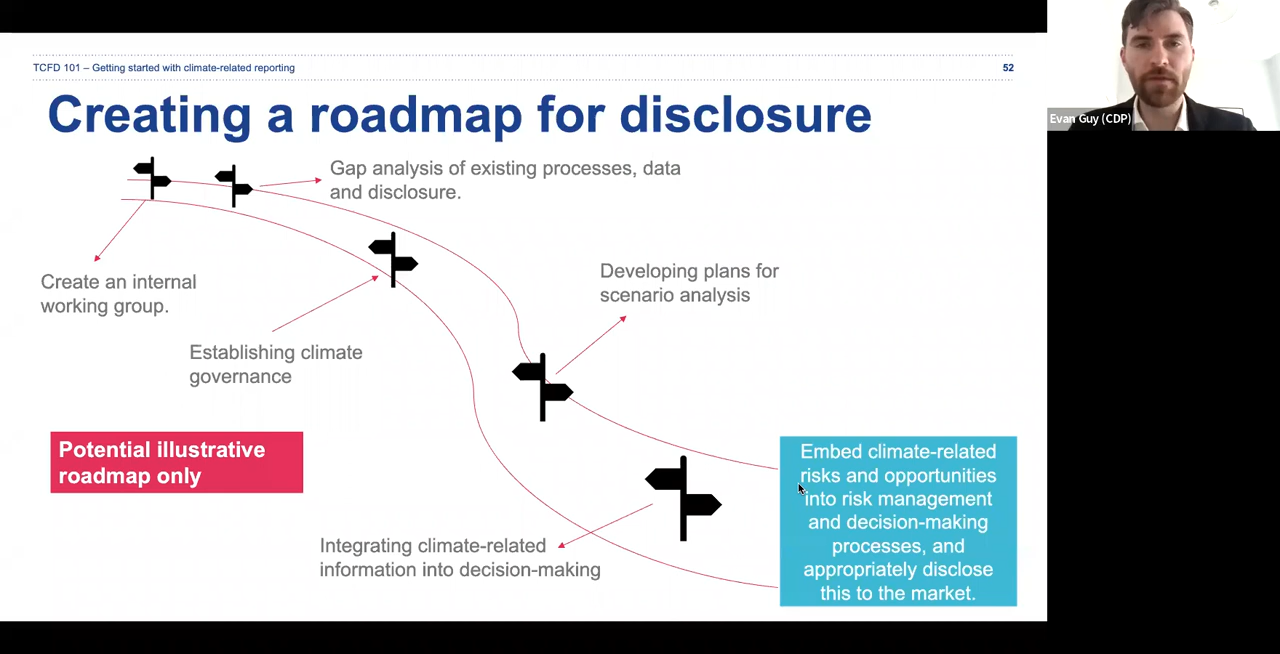 TCFD 101 – Getting started with climate-related reporting
52
Creating a roadmap for disclosure
Gap analysis of existing processes, data
and disclosure.
Create an internal
working group.
Developing plans for
scenario analysis
Establishing climate
governance
Potential illustrative
roadmap only
Integrating climate-related
information into decision-making
Embed climate-related
risks and opportunities
into risk management
and decision-making
processes, and
appropriately disclose
this to the market.
Evan Guy (CDP)